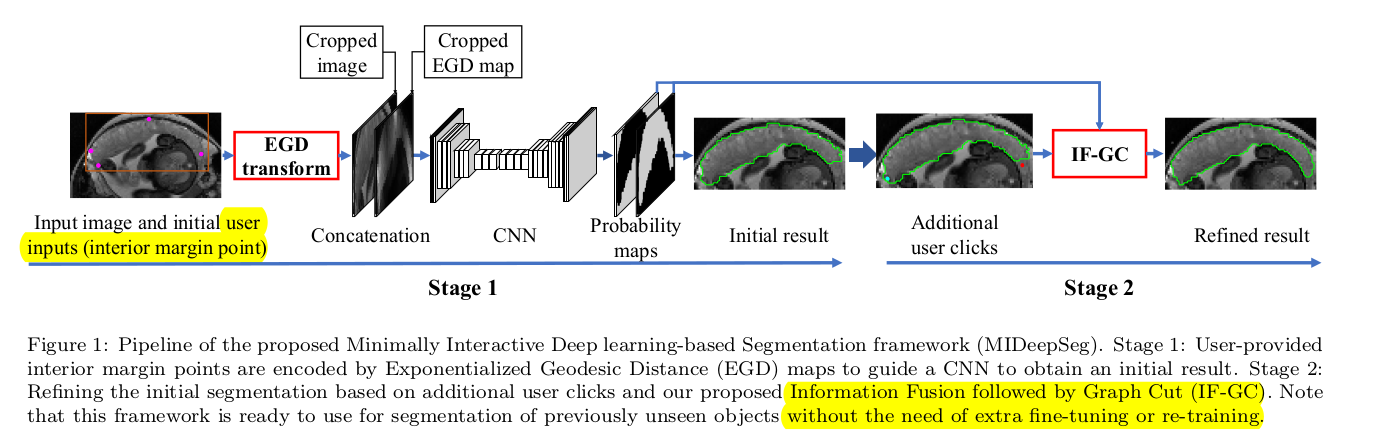 Cropped
image
Cropped
EGD map
EGD
transform
IF-GC
Input image and initial user
inputs (interior margin point)
Concatenation
CNN
Probability
maps
Initial result
Additional
user clicks
Refined result
Stage 1
Stage 2
Figure 1: Pipeline of the proposed Minimally Interactive Deep learning-based Segmentation framework (MIDeepSeg). Stage 1: User-provided
interior margin points are encoded by Exponentialized Geodesic Distance (EGD) maps to guide a CNN to obtain an initial result. Stage 2:
Refining the initial segmentation based on additional user clicks and our proposed Information Fusion followed by Graph Cut (IF-GC). Note
that this framework is ready to use for segmentation of previously unseen objects without the need of extra fine-tuning or re-training.